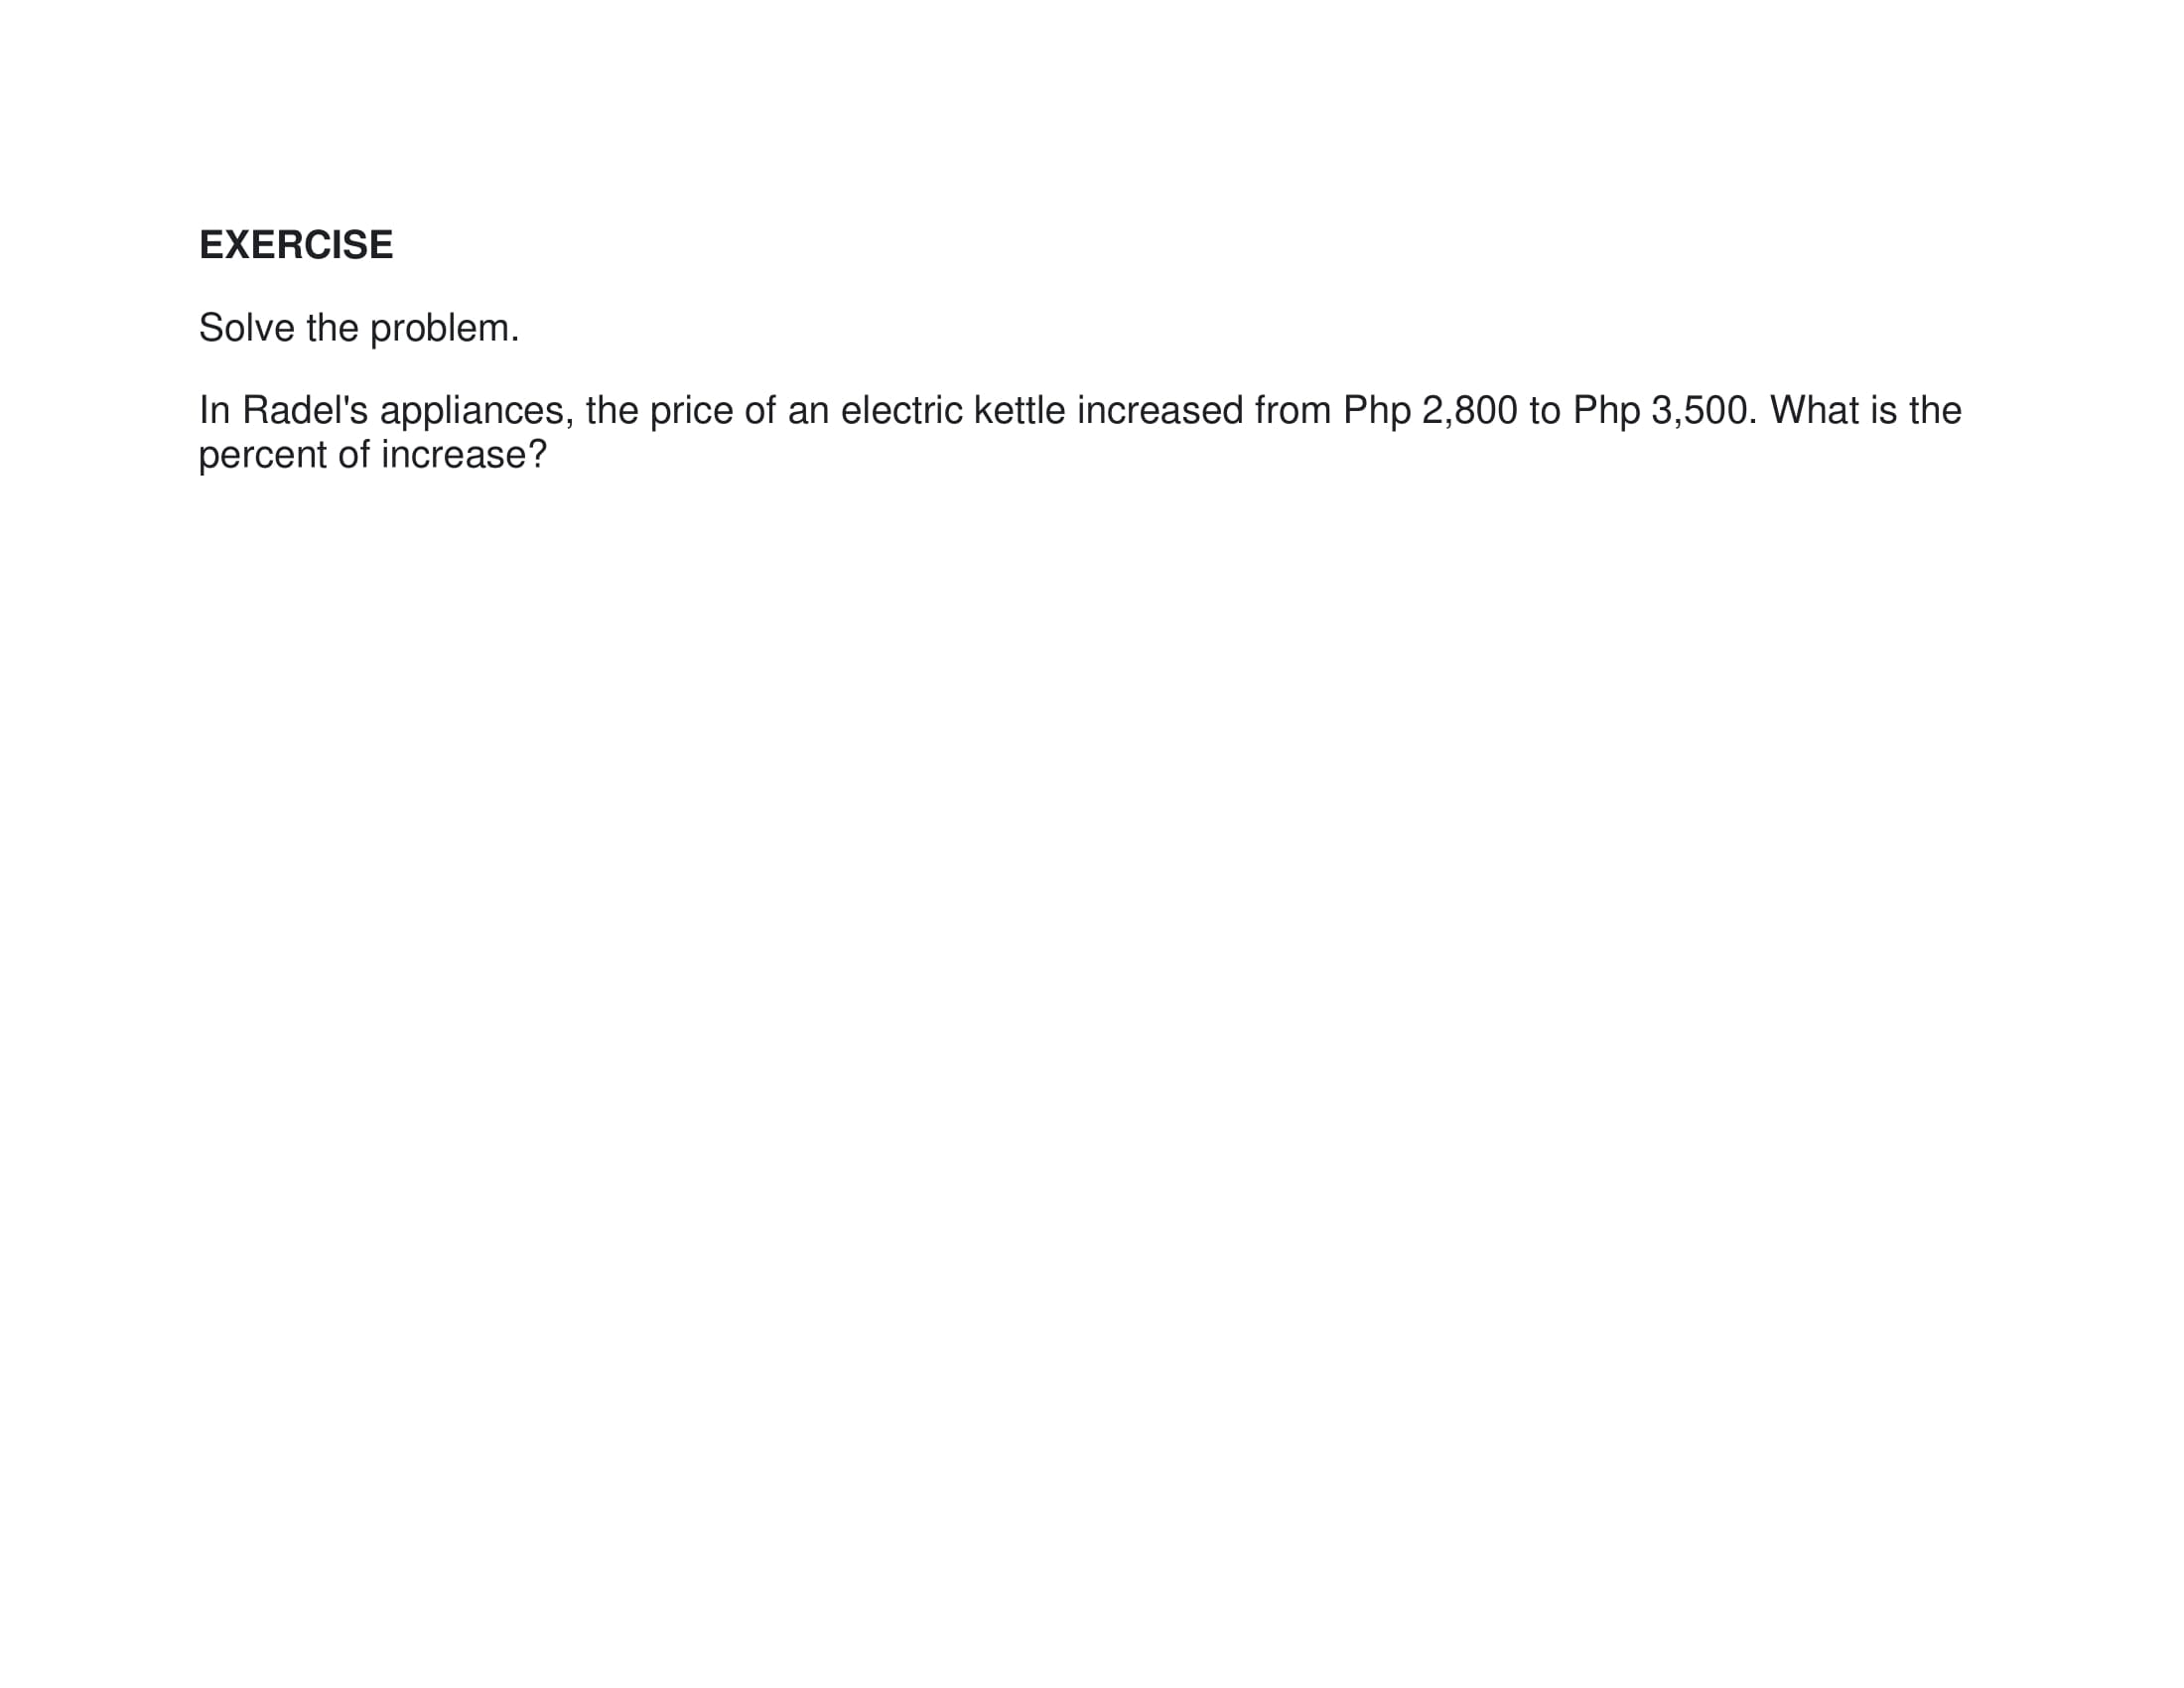 EXERCISE
Solve the problem.
In Radel's appliances, the price of an electric kettle increased from Php 2,800 to Php 3,500. What is the
percent of increase?